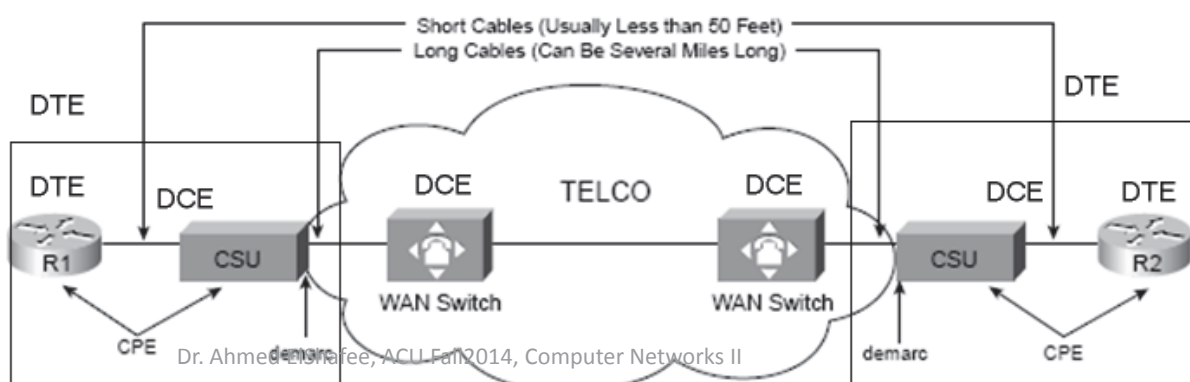 Short Cables (Usually Less than 50 Feet)
Long Cables (Can Be Several Miles Long)
DTE
DTE
DTE
DCE
DCE
TELCO
DCE
DCE
DTE
R1
CSU
CSU
R2
WAN Switch
WAN Switch
CPE
demarc
demarc
CPE
Dr. Ahmed ElShafee, ACU Fall2014, Computer Networks II